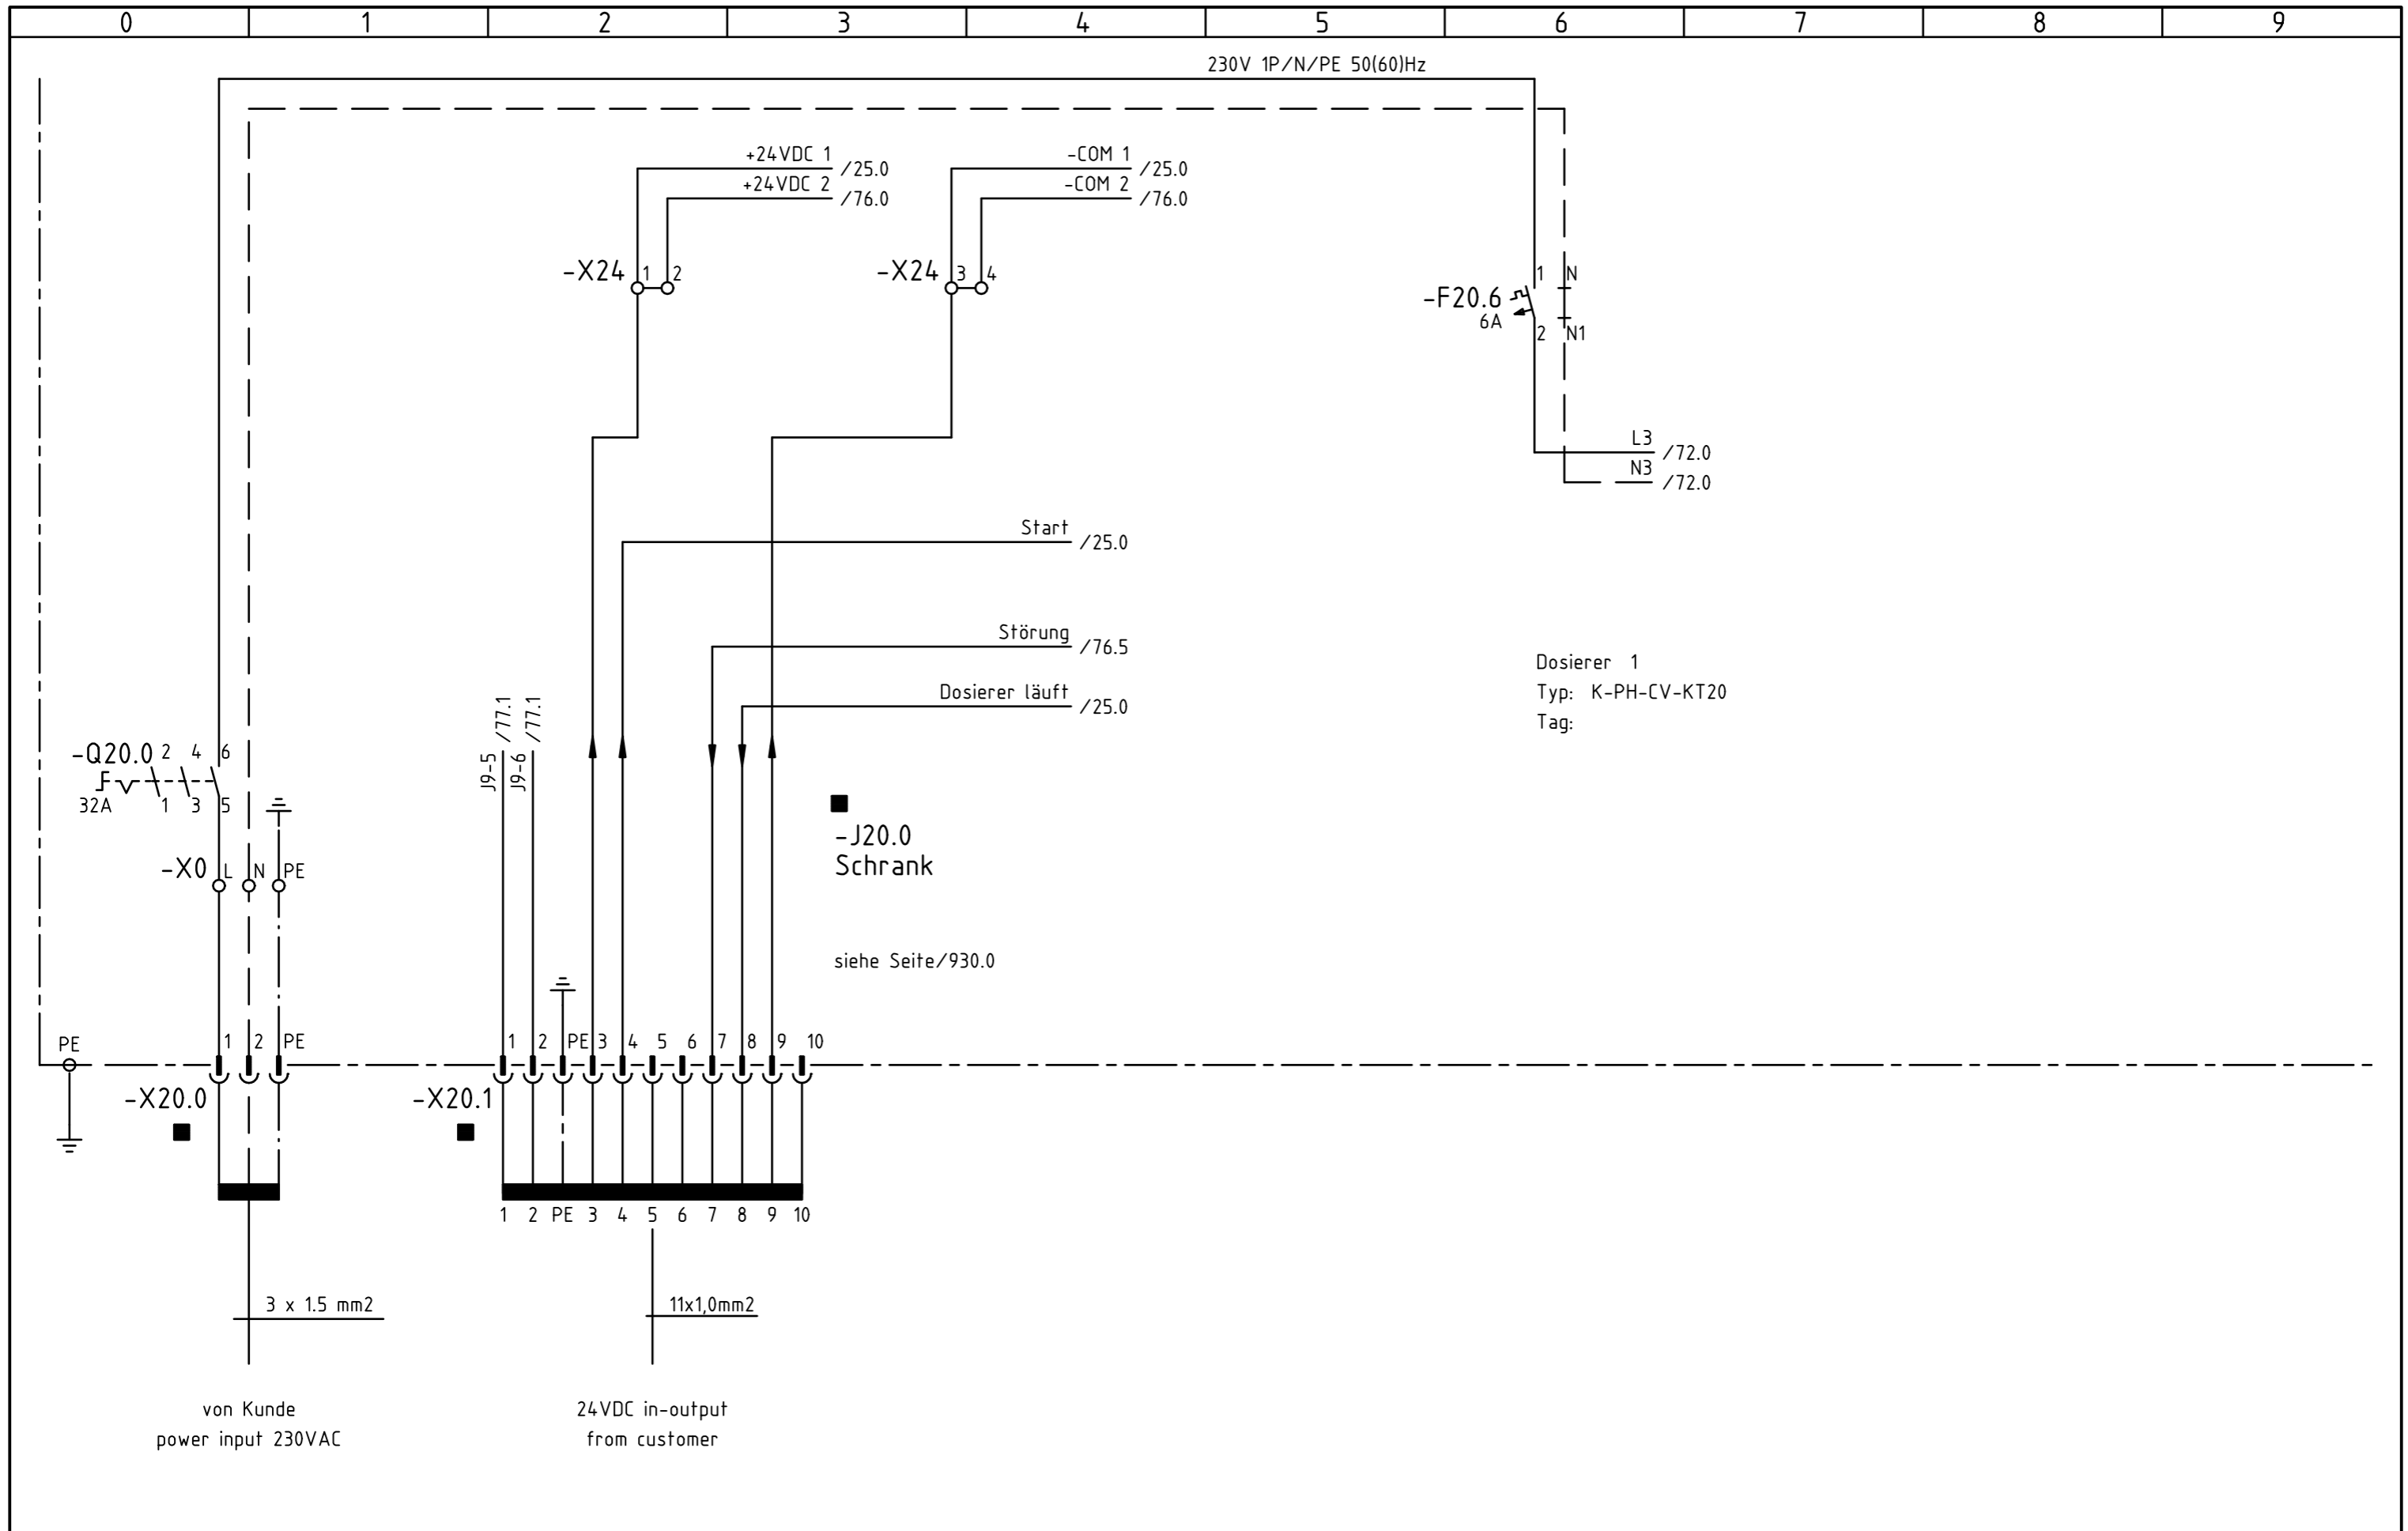 0 1 2 3 4 5 6 7 8 9
230V 1P/N/PE 50(60)Hz
+24VDC 1 /25.0
+24VDC 2 /76.0
-COM 1 /25.0
-COM 2 /76.0
-X24 1 2
-X24 3 4
1 N
-F20.6
6A
2 N1
L3 /72.0
N3 /72.0
Start /25.0
Störung /76.5
Dosierer läuft /25.0
Dosierer 1
Typ: K-PH-CV-KT20
Tag:
J9-5 /77.1
J9-6 /77.1
-Q20.0 2 4 6
32A 1 3 5
-J20.0
Schrank
-X0 L N PE
siehe Seite/930.0
PE
1 2 PE
1 2 PE 3 4 5 6 7 8 9 10
-X20.0
-X20.1
1 2 PE 3 4 5 6 7 8 9 10
3 x 1.5 mm2
11x1,0mm2
von Kunde
power input 230VAC
24VDC in-output
from customer